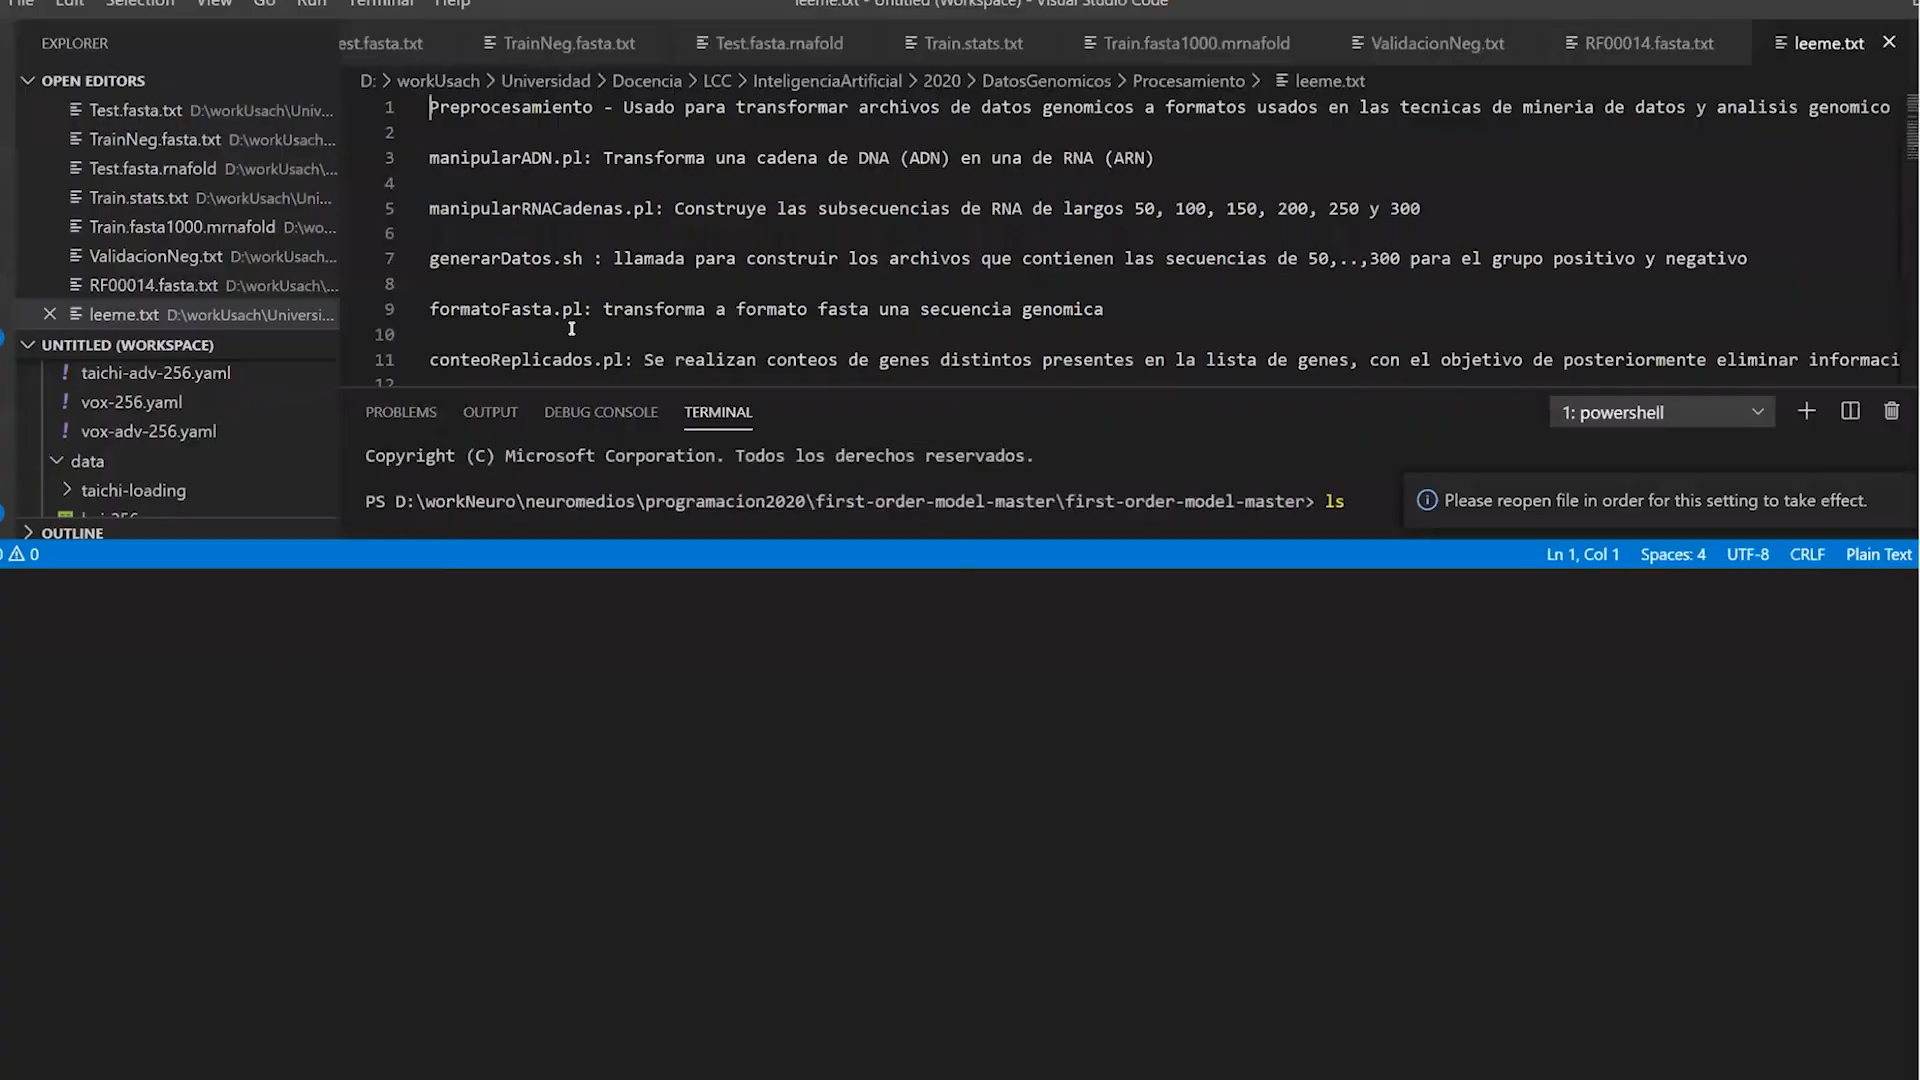 File Edit Selection View Go Run Terminal Help
leeme.txt - Untitled (Workspace) - Visual Studio Code
EXPLORER
est.fasta.txt
TrainNeg.fasta.txt
Test.fasta.rnafold
Train.stats.txt
Train.fasta1000.mrnafold
ValidacionNeg.txt
RF00014.fasta.txt
leeme.txt
OPEN EDITORS
Test.fasta.txt D:\workUsach\Univ...
TrainNeg.fasta.txt D:\workUsach...
Test.fasta.rnafold D:\workUsach\...
Train.stats.txt D:\workUsach\Uni...
Train.fasta1000.mrnafold D:\wo...
ValidacionNeg.txt D:\workUsach...
RF00014.fasta.txt D:\workUsach\...
leeme.txt D:\workUsach\Universi...
UNTITLED (WORKSPACE)
taichi-adv-256.yaml
vox-256.yaml
vox-adv-256.yaml
data
taichi-loading
OUTLINE
D: > workUsach > Universidad > Docencia > LCC > InteligenciaArtificial > 2020 > DatosGenomicos > Procesamiento > leeme.txt
1 Preprocesamiento - Usado para transformar archivos de datos genomicos a formatos usados en las tecnicas de mineria de datos y analisis genomico
2
3 manipularADN.pl: Transforma una cadena de DNA (ADN) en una de RNA (ARN)
4
5 manipularRNACadenas.pl: Construye las subsecuencias de RNA de largos 50, 100, 150, 200, 250 y 300
6
7 generarDatos.sh : llamada para construir los archivos que contienen las secuencias de 50,..,300 para el grupo positivo y negativo
8
9 formatoFasta.pl: transforma a formato fasta una secuencia genomica
10
11 conteoReplicados.pl: Se realizan conteos de genes distintos presentes en la lista de genes, con el objetivo de posteriormente eliminar informaci
12
PROBLEMS OUTPUT DEBUG CONSOLE TERMINAL
1: powershell
Copyright (C) Microsoft Corporation. Todos los derechos reservados.
PS D:\workNeuro\neuromedios\programacion2020\first-order-model-master\first-order-model-master> ls
Please reopen file in order for this setting to take effect.
0
Ln 1, Col 1 Spaces: 4 UTF-8 CRLF Plain Text